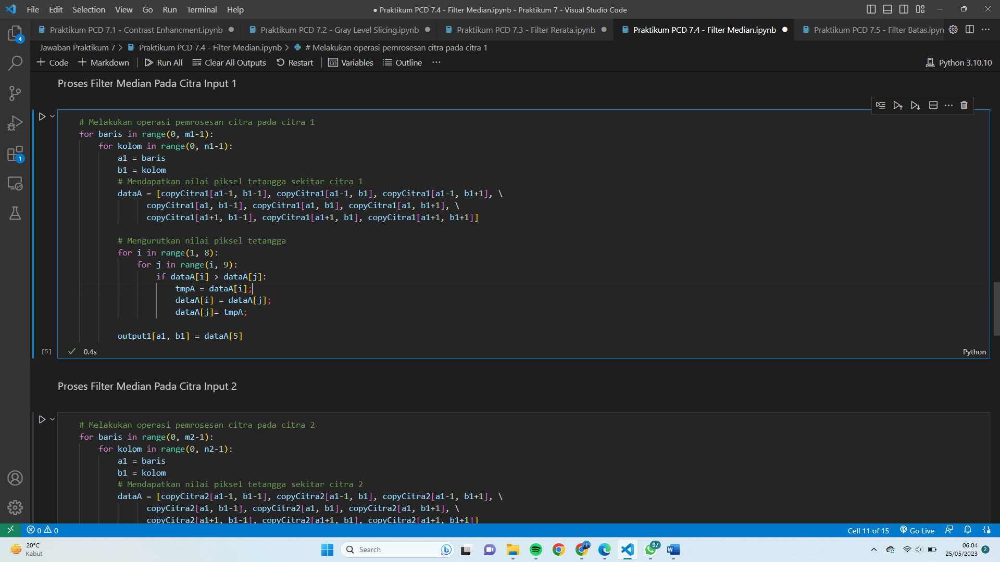 File Edit Selection View Go Run Terminal Help
● Praktikum PCD 7.4 - Filter Median.ipynb - Praktikum 7 - Visual Studio Code
Praktikum PCD 7.1 - Contrast Enhancment.ipynb ●
Praktikum PCD 7.2 - Gray Level Slicing.ipynb ●
Praktikum PCD 7.3 - Filter Rerata.ipynb ●
Praktikum PCD 7.4 - Filter Median.ipynb ●
Praktikum PCD 7.5 - Filter Batas.ipyn
Jawaban Praktikum 7 > Praktikum PCD 7.4 - Filter Median.ipynb > # Melakukan operasi pemrosesan citra pada citra 1
+ Code + Markdown | Run All Clear All Outputs Restart | Variables Outline ...
Python 3.10.10
Proses Filter Median Pada Citra Input 1
# Melakukan operasi pemrosesan citra pada citra 1
for baris in range(0, m1-1):
    for kolom in range(0, n1-1):
        a1 = baris
        b1 = kolom
        # Mendapatkan nilai piksel tetangga sekitar citra 1
        dataA = [copyCitra1[a1-1, b1-1], copyCitra1[a1-1, b1], copyCitra1[a1-1, b1+1], \
              copyCitra1[a1, b1-1], copyCitra1[a1, b1], copyCitra1[a1, b1+1], \
              copyCitra1[a1+1, b1-1], copyCitra1[a1+1, b1], copyCitra1[a1+1, b1+1]]
        # Mengurutkan nilai piksel tetangga
        for i in range(1, 8):
            for j in range(i, 9):
                if dataA[i] > dataA[j]:
                    tmpA = dataA[i];
                    dataA[i] = dataA[j];
                    dataA[j]= tmpA;
        output1[a1, b1] = dataA[5]
[5] ✓ 0.4s
Python
Proses Filter Median Pada Citra Input 2
# Melakukan operasi pemrosesan citra pada citra 2
for baris in range(0, m2-1):
    for kolom in range(0, n2-1):
        a1 = baris
        b1 = kolom
        # Mendapatkan nilai piksel tetangga sekitar citra 2
        dataA = [copyCitra2[a1-1, b1-1], copyCitra2[a1-1, b1], copyCitra2[a1-1, b1+1], \
              copyCitra2[a1, b1-1], copyCitra2[a1, b1], copyCitra2[a1, b1+1], \
              copyCitra2[a1+1, b1-1], copyCitra2[a1+1, b1], copyCitra2[a1+1, b1+1]]
4
1
0 0
Cell 11 of 15 Go Live
20°C
Kabut
Search
97
06:04
25/05/2023
2